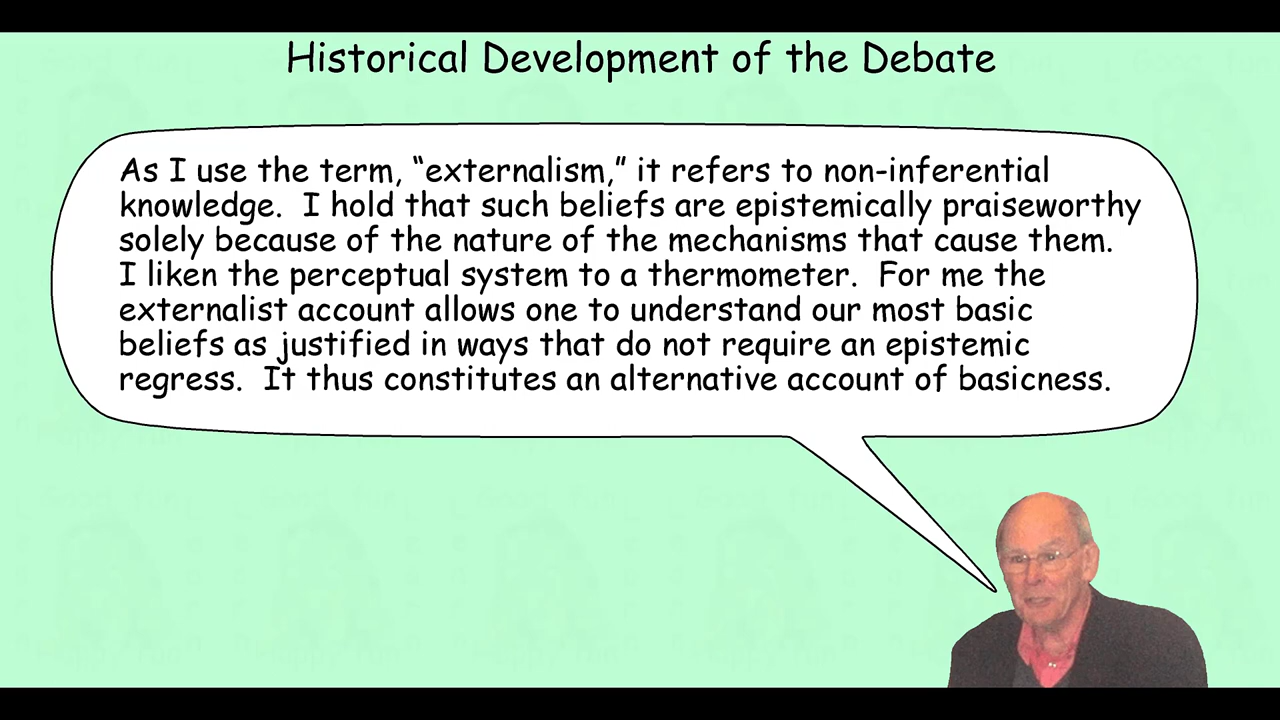 Historical Development of the Debate
As I use the term, “externalism,” it refers to non-inferential
knowledge.  I hold that such beliefs are epistemically praiseworthy
solely because of the nature of the mechanisms that cause them.
I liken the perceptual system to a thermometer.  For me the
externalist account allows one to understand our most basic
beliefs as justified in ways that do not require an epistemic
regress.  It thus constitutes an alternative account of basicness.